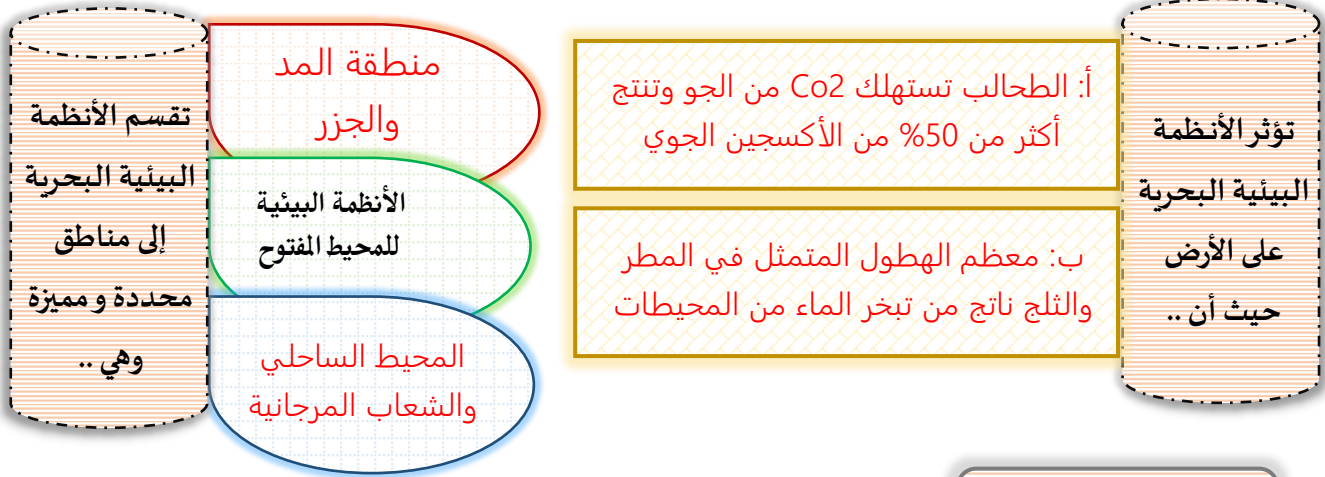 تؤثر الأنظمة
البيئية البحرية
على الأرض
حيث أن ..
أ: الطحالب تستهلك Co2 من الجو وتنتج
أكثر من 50% من الأكسجين الجوي
ب: معظم الهطول المتمثل في المطر
والثلج ناتج من تبخر الماء من المحيطات
تقسم الأنظمة
البيئية البحرية
إلى مناطق
محددة و مميزة
وهي ..
منطقة المد
والجزر
الأنظمة البيئية
للمحيط المفتوح
المحيط الساحلي
والشعاب المرجانية